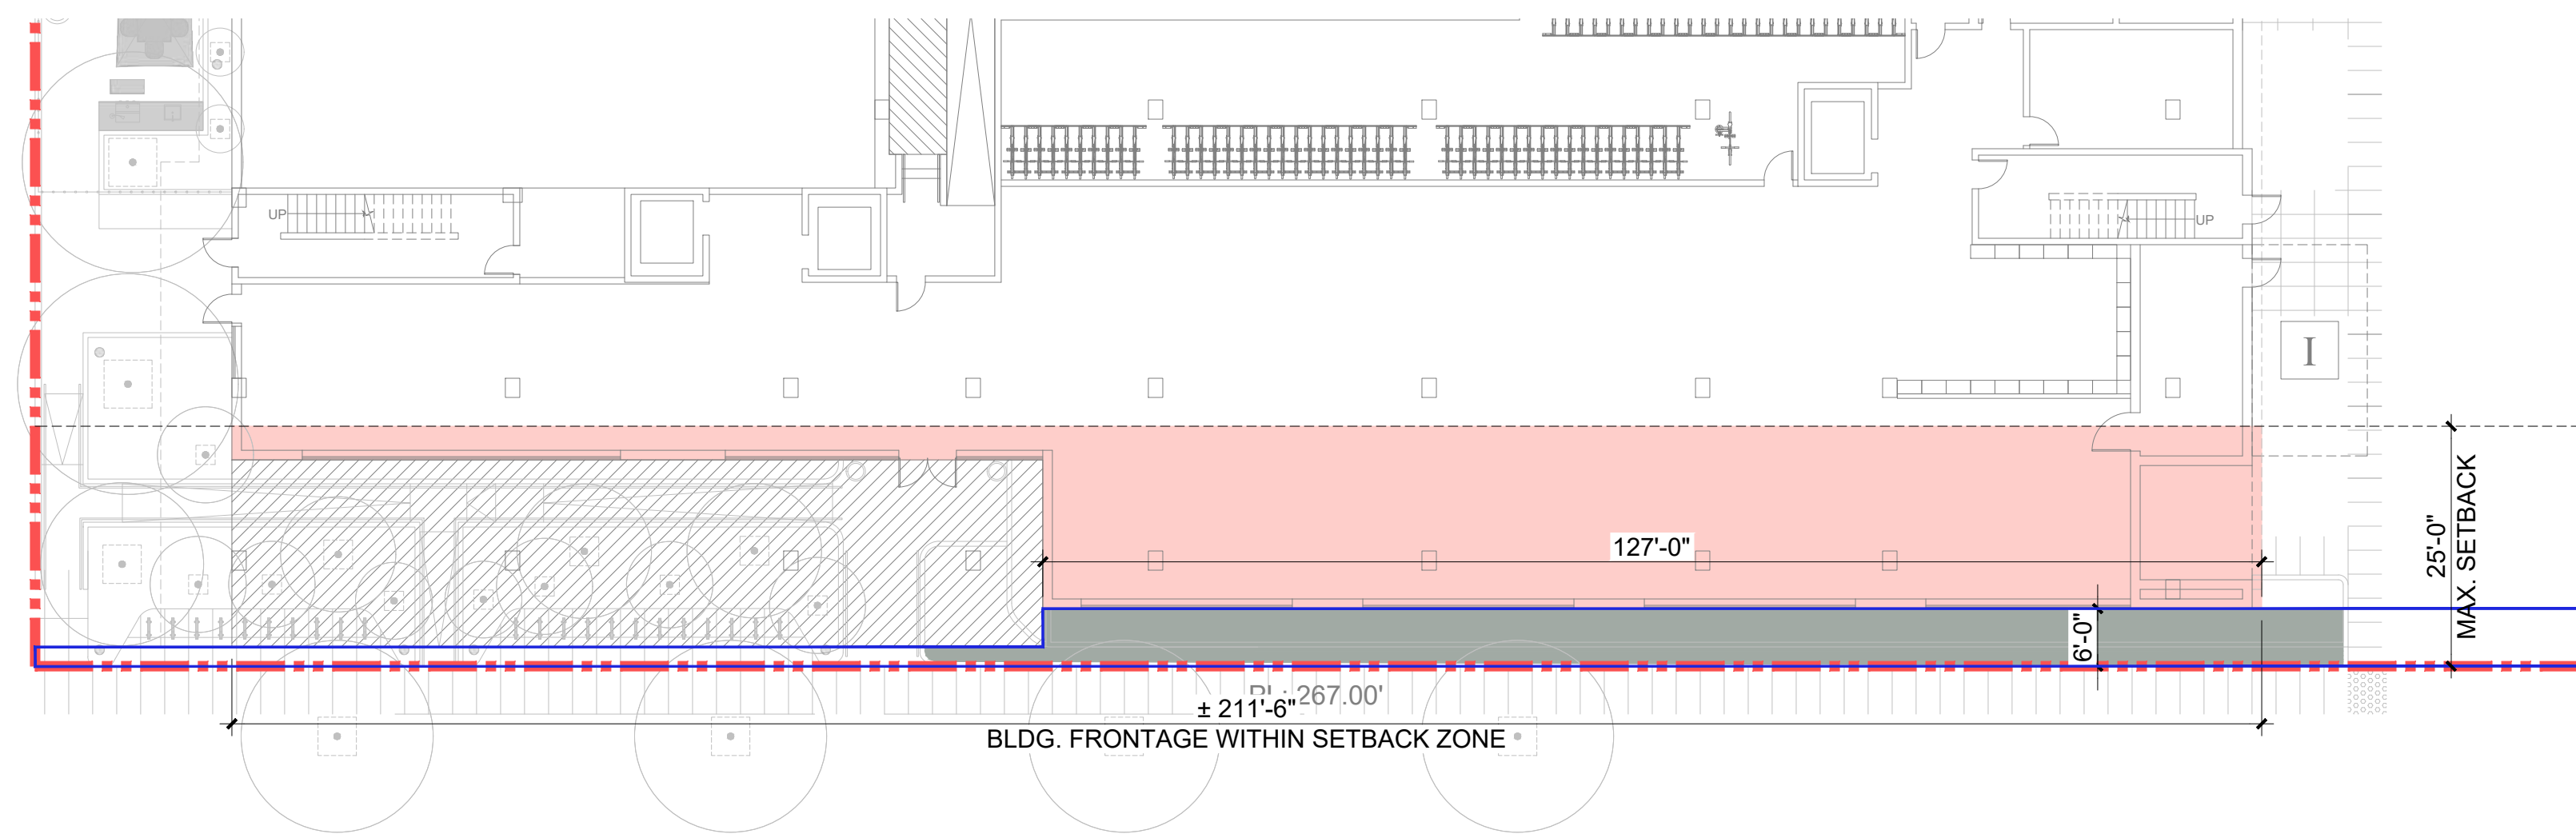 UP
UP
I
127'-0"
25'-0"
MAX. SETBACK
6'-0"
267.00'
± 211'-6"
BLDG. FRONTAGE WITHIN SETBACK ZONE